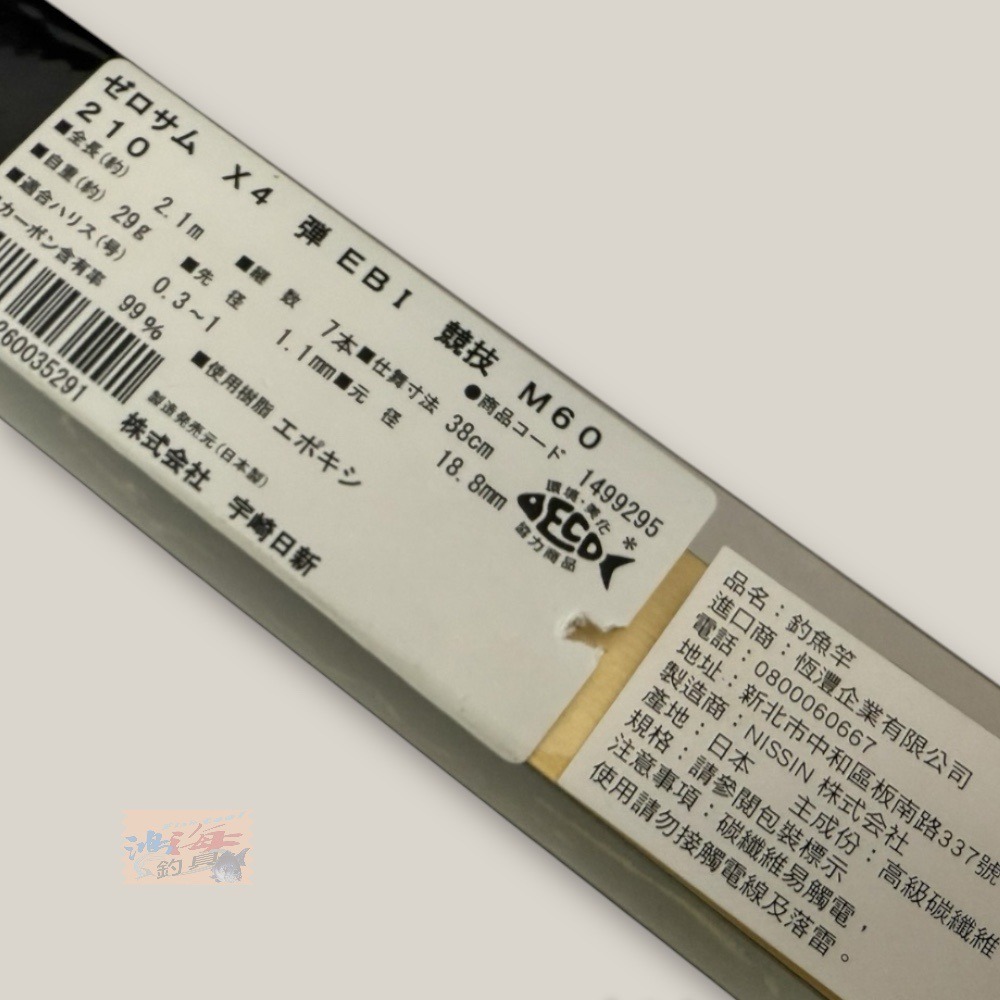 ゼロサム X4 弾 EBI 競技 M60
210
●商品コード 1499295 *
■全長(約) 2.1m ■継数 7本 ■仕舞寸法 38cm
■自重(約) 29g ■先径 1.1mm ■元径 18.8mm
■適合ハリス(号) 0.3~1
カーボン含有率 99% ■使用樹脂 エポキシ
260035291
製造発売元(日本製)
株式会社 宇崎日新
環境・美化
ECO
協力商品
品名：釣魚竿
進口商：恆灃企業有限公司
電話：0800060667
地址：新北市中和區板南路337號
製造商：NISSIN 株式会社
產地：日本 主成份：高級碳纖維
規格：請參閱包裝標示
注意事項：碳纖維易觸電，
使用請勿接觸電線及落雷。
鴻海
釣具